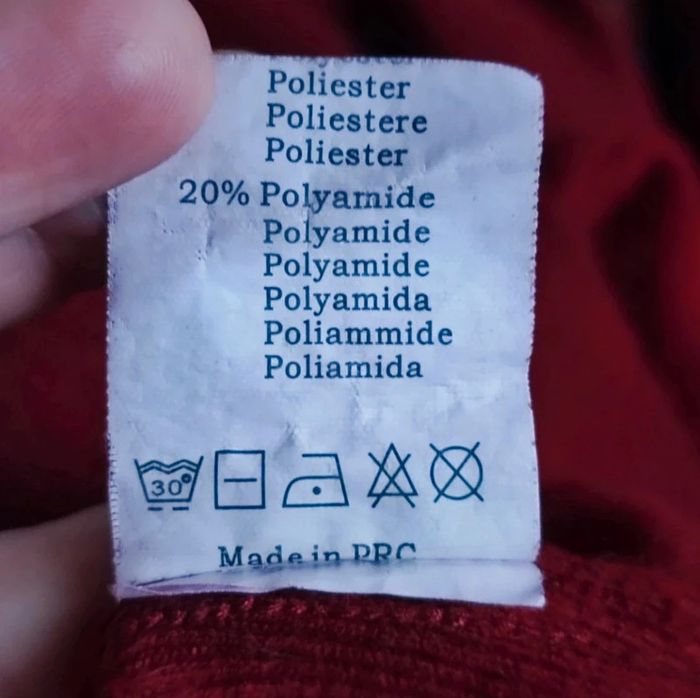 Poliester
Poliestere
Poliester
20% Polyamide
Polyamide
Polyamide
Polyamida
Poliammide
Poliamida
30°
Made in PRC